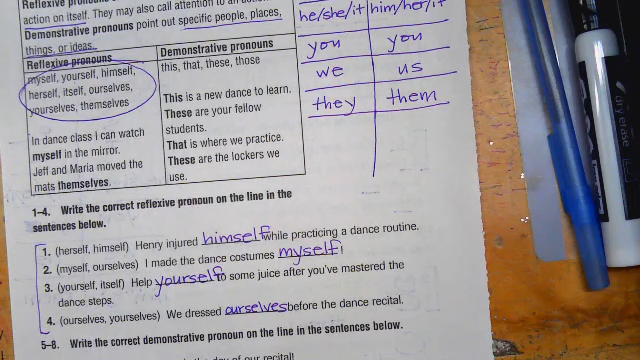 action on itself. They may also call attention to an
Demonstrative pronouns point out specific people, places,
things, or ideas.
Reflexive pronouns
myself, yourself, himself,
herself, itself, ourselves,
yourselves, themselves
In dance class I can watch
myself in the mirror.
Jeff and Maria moved the
mats themselves.
Demonstrative pronouns
this, that, these, those
This is a new dance to learn.
These are your fellow
students.
That is where we practice.
These are the lockers we
use.
he/she/it him/her/it
you you
we us
they them
dry erase
1–4. Write the correct reflexive pronoun on the line in the
sentences below.
1. (herself, himself) Henry injured himself while practicing a dance routine.
2. (myself, ourselves) I made the dance costumes myself!
3. (yourself, itself) Help yourself to some juice after you've mastered the
dance steps.
4. (ourselves, yourselves) We dressed ourselves before the dance recital.
5–8. Write the correct demonstrative pronoun on the line in the sentences below.
day of our recital!